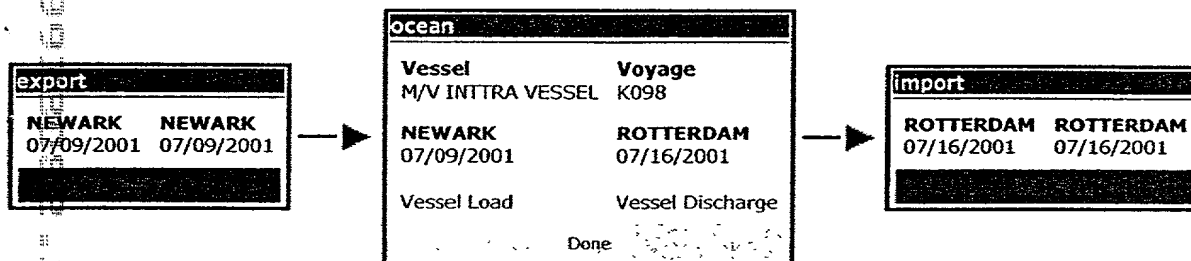 export
NEWARK NEWARK
07/09/2001 07/09/2001
ocean
Vessel Voyage
M/V INTTRA VESSEL K098
NEWARK ROTTERDAM
07/09/2001 07/16/2001
Vessel Load Vessel Discharge
Done
import
ROTTERDAM ROTTERDAM
07/16/2001 07/16/2001